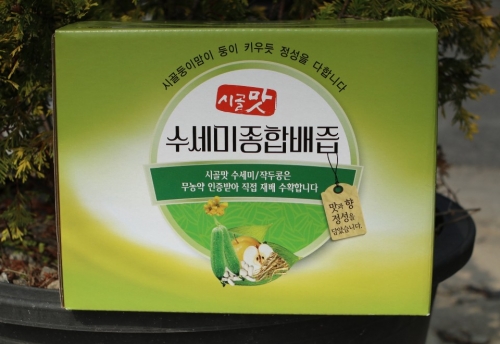 시골둥이맘이 둥이 키우듯 정성을 다합니다
시골맛
수세미종합배즙
시골맛 수세미/작두콩은
무농약 인증받아 직접 재배 수확합니다
맛과 향
정성을
담았습니다.